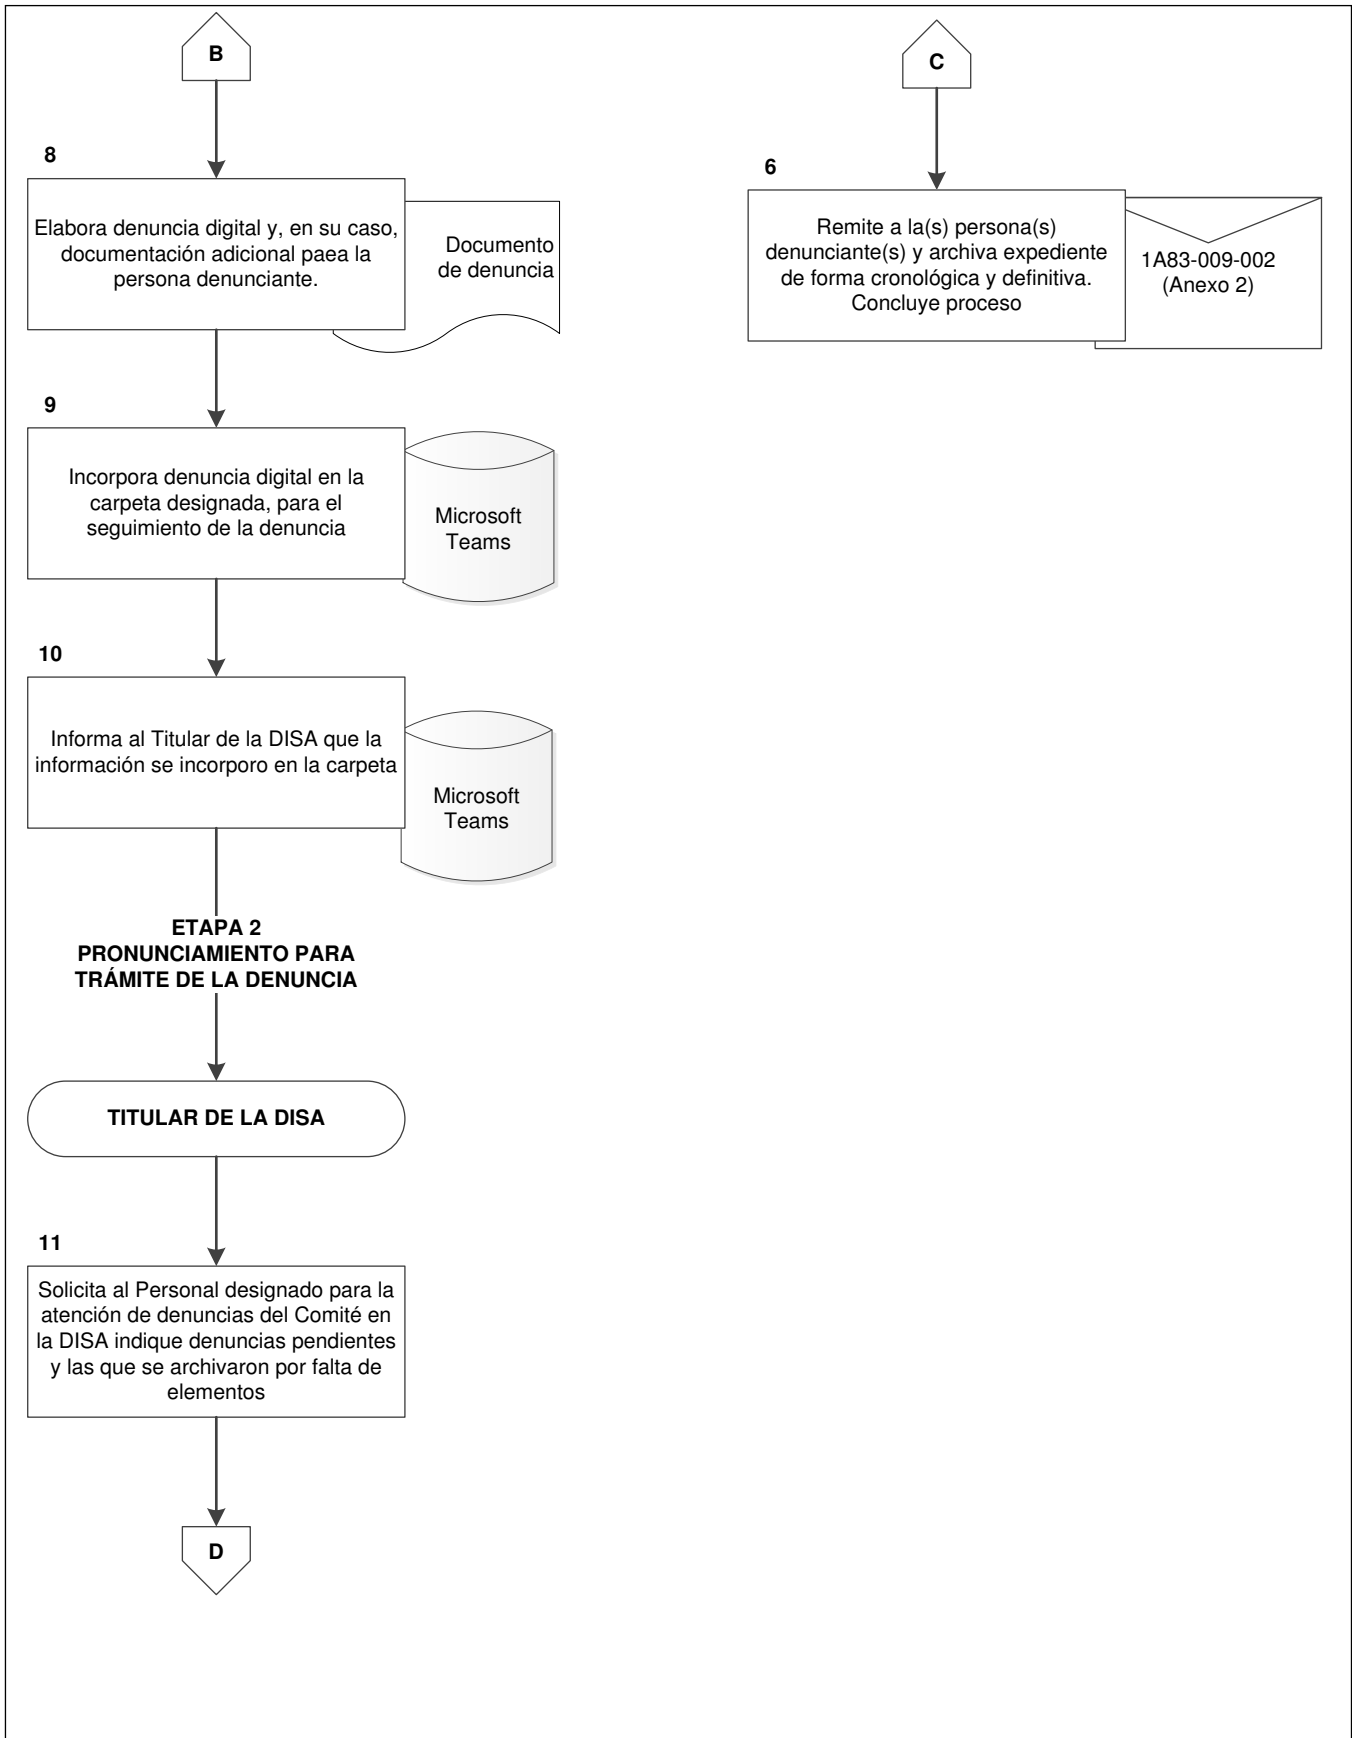 B
8
Elabora denuncia digital y, en su caso,
documentación adicional paea la
persona denunciante.
Documento
de denuncia
9
Incorpora denuncia digital en la
carpeta designada, para el
seguimiento de la denuncia
Microsoft
Teams
10
Informa al Titular de la DISA que la
información se incorporo en la carpeta
Microsoft
Teams
ETAPA 2
PRONUNCIAMIENTO PARA
TRÁMITE DE LA DENUNCIA
TITULAR DE LA DISA
11
Solicita al Personal designado para la
atención de denuncias del Comité en
la DISA indique denuncias pendientes
y las que se archivaron por falta de
elementos
D
C
6
Remite a la(s) persona(s)
denunciante(s) y archiva expediente
de forma cronológica y definitiva.
Concluye proceso
1A83-009-002
(Anexo 2)